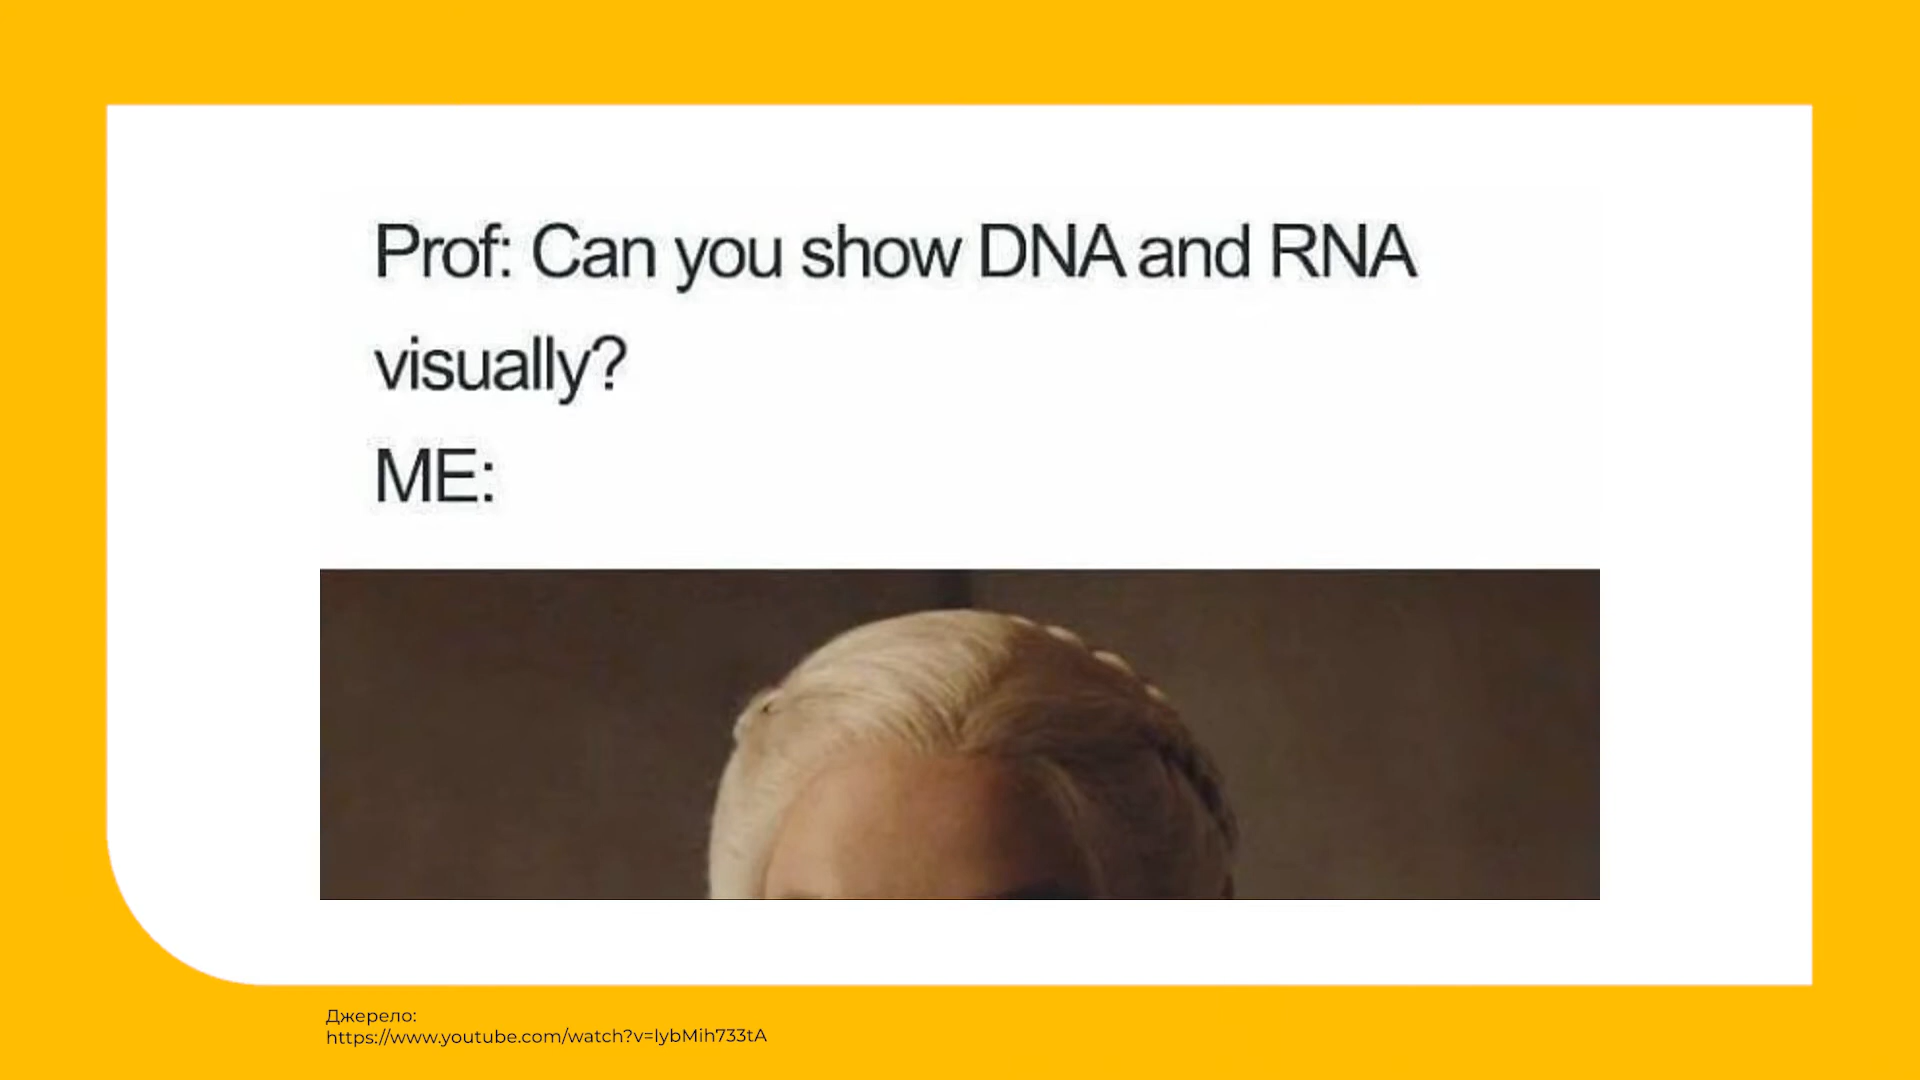 Prof: Can you show DNA and RNA
visually?
ME:
Джерело:
https://www.youtube.com/watch?v=lybMih733tA